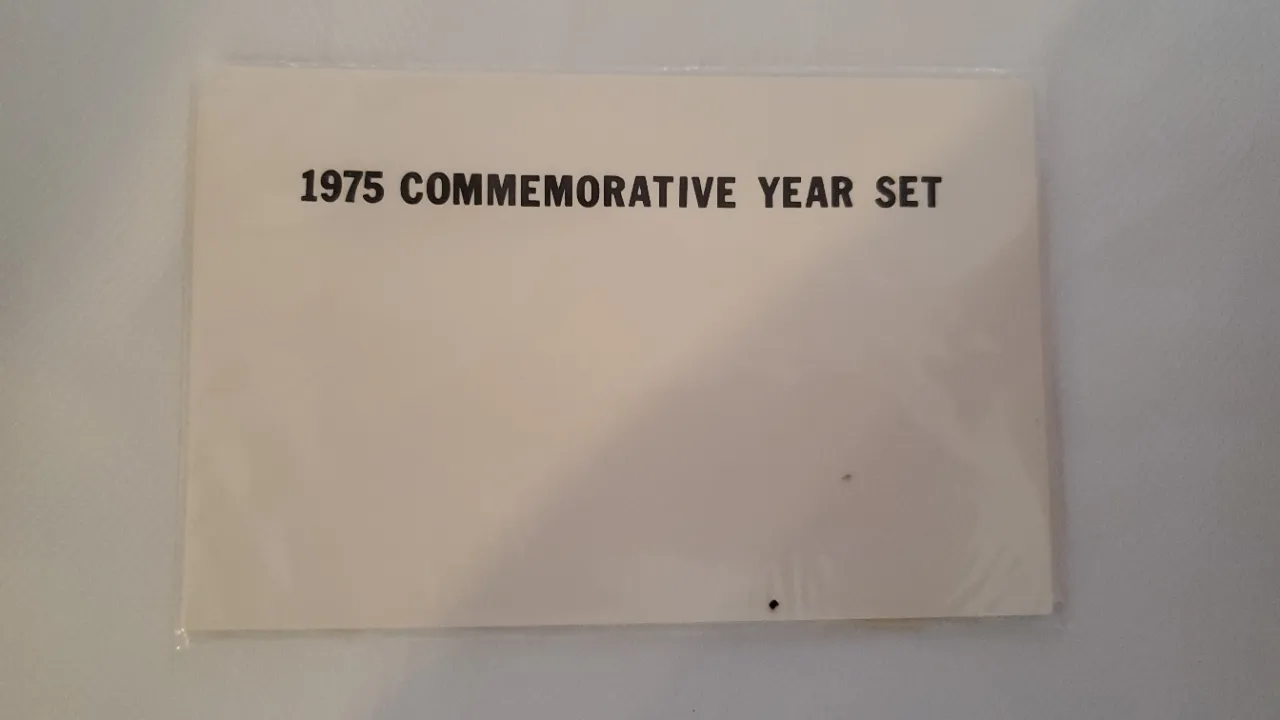 1975 COMMEMORATIVE YEAR SET